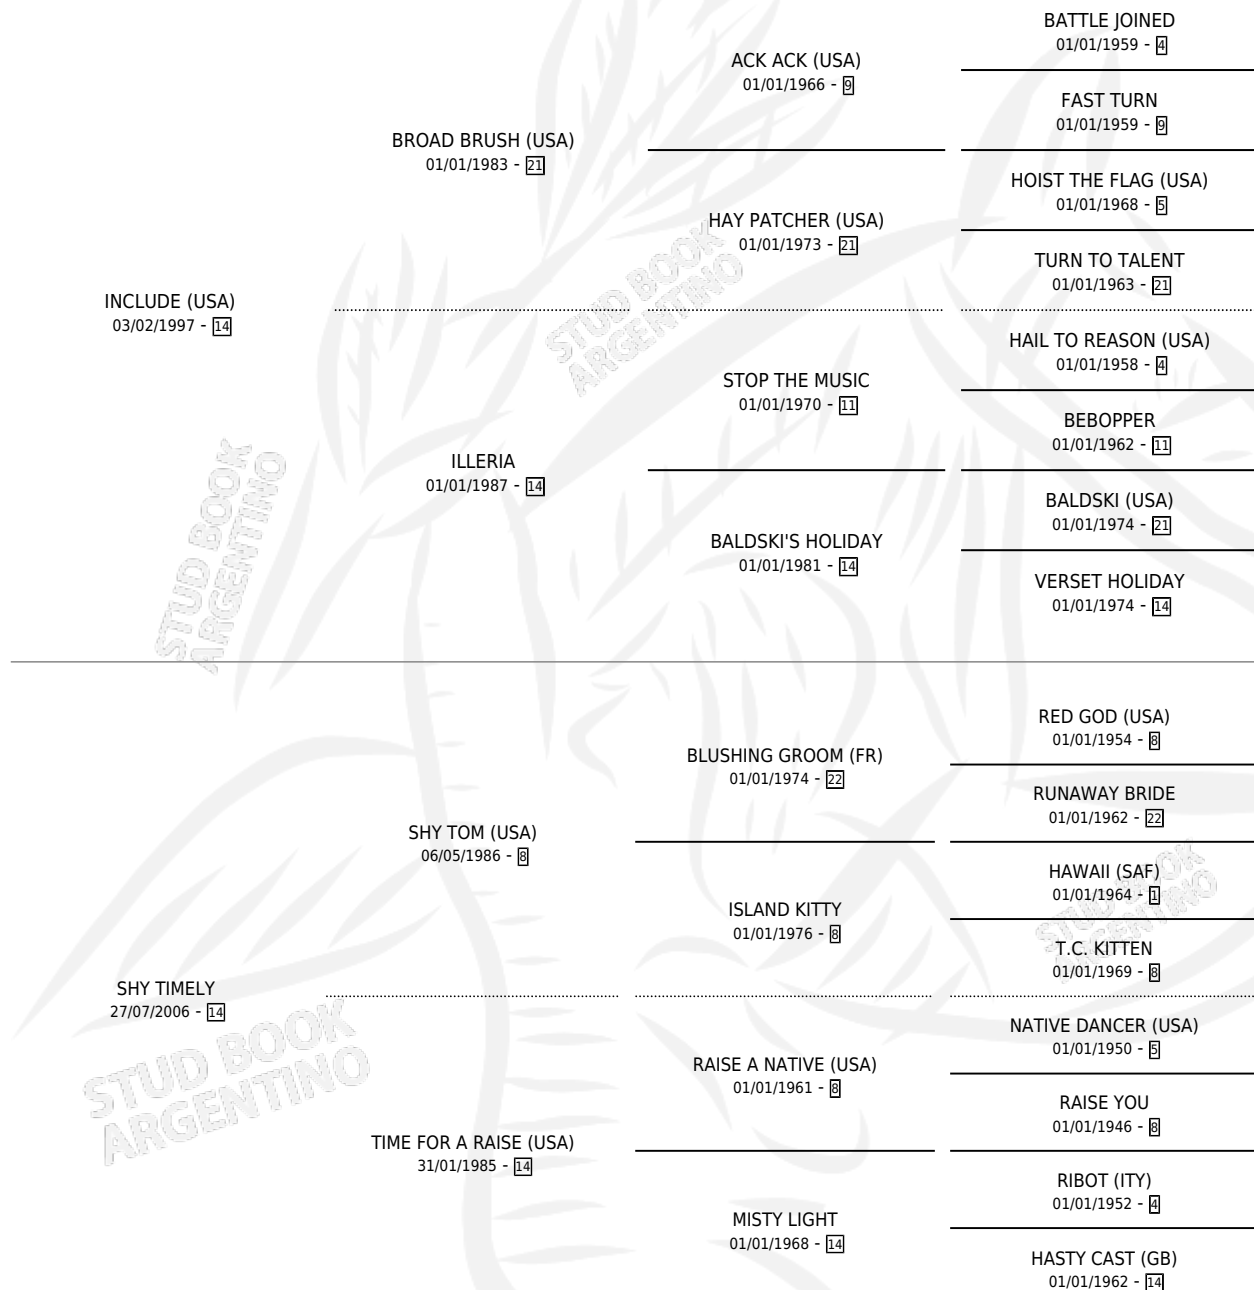 BATTLE JOINED
01/01/1959 - 4
ACK ACK (USA)
01/01/1966 - 9
FAST TURN
01/01/1959 - 9
BROAD BRUSH (USA)
01/01/1983 - 21
HOIST THE FLAG (USA)
01/01/1968 - 5
HAY PATCHER (USA)
01/01/1973 - 21
TURN TO TALENT
01/01/1963 - 21
INCLUDE (USA)
03/02/1997 - 14
HAIL TO REASON (USA)
01/01/1958 - 4
STOP THE MUSIC
01/01/1970 - 11
BEBOPPER
01/01/1962 - 11
ILLERIA
01/01/1987 - 14
BALDSKI (USA)
01/01/1974 - 21
BALDSKI'S HOLIDAY
01/01/1981 - 14
VERSET HOLIDAY
01/01/1974 - 14
STUD BOOK
ARGENTINO
STUD BOOK
ARGENTINO
RED GOD (USA)
01/01/1954 - 8
BLUSHING GROOM (FR)
01/01/1974 - 22
RUNAWAY BRIDE
01/01/1962 - 22
SHY TOM (USA)
06/05/1986 - 8
HAWAII (SAF)
01/01/1964 - 1
ISLAND KITTY
01/01/1976 - 8
T.C. KITTEN
01/01/1969 - 8
STUD BOOK
ARGENTINO
SHY TIMELY
27/07/2006 - 14
NATIVE DANCER (USA)
01/01/1950 - 5
RAISE A NATIVE (USA)
01/01/1961 - 8
RAISE YOU
01/01/1946 - 8
STUD BOOK
ARGENTINO
TIME FOR A RAISE (USA)
31/01/1985 - 14
RIBOT (ITY)
01/01/1952 - 4
MISTY LIGHT
01/01/1968 - 14
HASTY CAST (GB)
01/01/1962 - 14